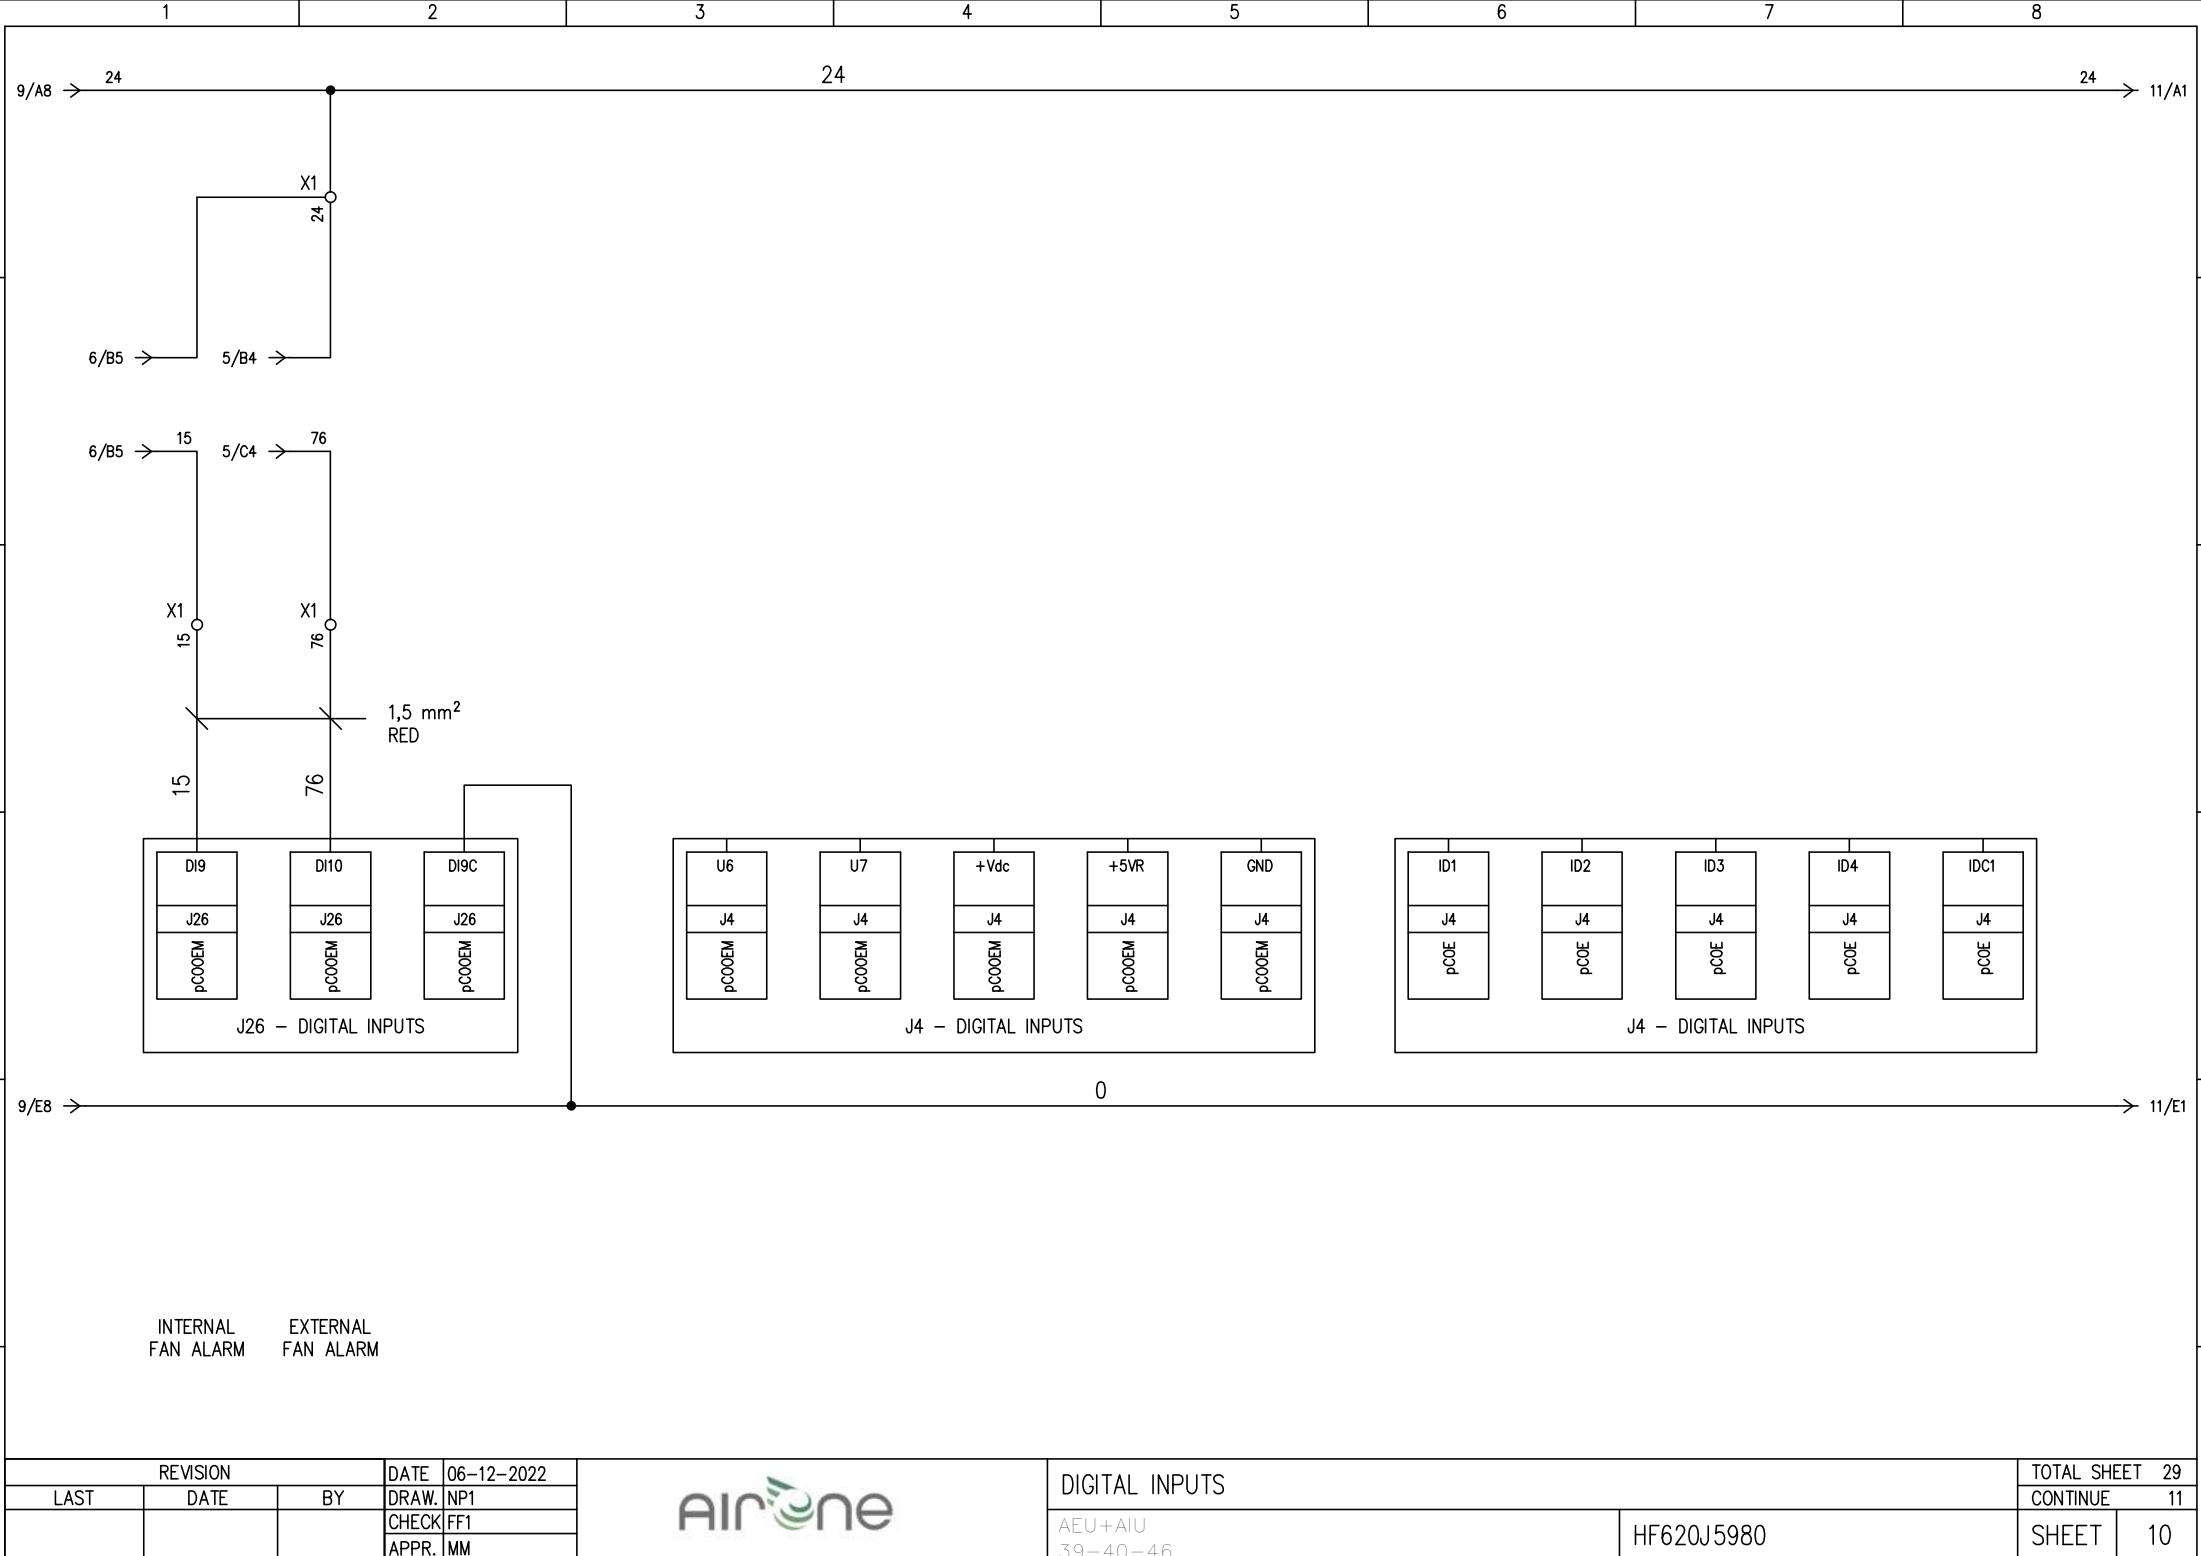 1 2 3 4 5 6 7 8
24 24 24
9/A8 11/A1
X1
24
6/B5 5/B4
15 76
6/B5 5/C4
X1 X1
15 76
1,5 mm²
RED
15 76
DI9 DI10 DI9C U6 U7 +Vdc +5VR GND ID1 ID2 ID3 ID4 IDC1
J26 J26 J26 J4 J4 J4 J4 J4 J4 J4 J4 J4 J4
pCOOEM pCOOEM pCOOEM pCOOEM pCOOEM pCOOEM pCOOEM pCOOEM pCOE pCOE pCOE pCOE pCOE
J26 – DIGITAL INPUTS J4 – DIGITAL INPUTS J4 – DIGITAL INPUTS
0
9/E8 11/E1
INTERNAL EXTERNAL
FAN ALARM FAN ALARM
REVISION DATE 06–12–2022
LAST DATE BY DRAW. NP1
CHECK FF1
APPR. MM
AIrOne
DIGITAL INPUTS
AEU+AIU
39–40–46
HF620J5980
TOTAL SHEET 29
CONTINUE 11
SHEET 10